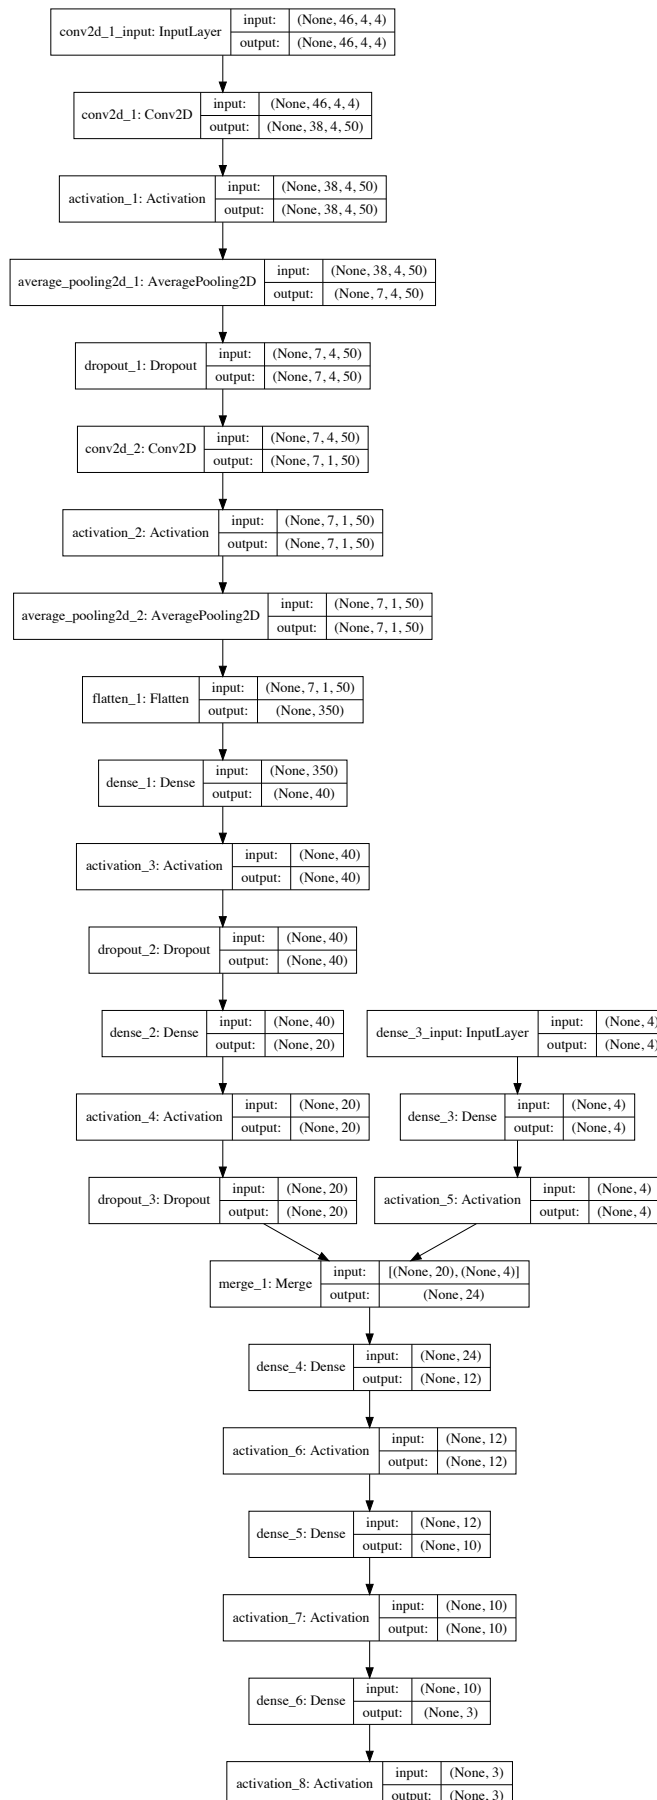 conv2d_1_input: InputLayer
input: (None, 46, 4, 4)
output: (None, 46, 4, 4)
conv2d_1: Conv2D
input: (None, 46, 4, 4)
output: (None, 38, 4, 50)
activation_1: Activation
input: (None, 38, 4, 50)
output: (None, 38, 4, 50)
average_pooling2d_1: AveragePooling2D
input: (None, 38, 4, 50)
output: (None, 7, 4, 50)
dropout_1: Dropout
input: (None, 7, 4, 50)
output: (None, 7, 4, 50)
conv2d_2: Conv2D
input: (None, 7, 4, 50)
output: (None, 7, 1, 50)
activation_2: Activation
input: (None, 7, 1, 50)
output: (None, 7, 1, 50)
average_pooling2d_2: AveragePooling2D
input: (None, 7, 1, 50)
output: (None, 7, 1, 50)
flatten_1: Flatten
input: (None, 7, 1, 50)
output: (None, 350)
dense_1: Dense
input: (None, 350)
output: (None, 40)
activation_3: Activation
input: (None, 40)
output: (None, 40)
dropout_2: Dropout
input: (None, 40)
output: (None, 40)
dense_2: Dense
input: (None, 40)
output: (None, 20)
dense_3_input: InputLayer
input: (None, 4)
output: (None, 4)
activation_4: Activation
input: (None, 20)
output: (None, 20)
dense_3: Dense
input: (None, 4)
output: (None, 4)
dropout_3: Dropout
input: (None, 20)
output: (None, 20)
activation_5: Activation
input: (None, 4)
output: (None, 4)
merge_1: Merge
input: [(None, 20), (None, 4)]
output: (None, 24)
dense_4: Dense
input: (None, 24)
output: (None, 12)
activation_6: Activation
input: (None, 12)
output: (None, 12)
dense_5: Dense
input: (None, 12)
output: (None, 10)
activation_7: Activation
input: (None, 10)
output: (None, 10)
dense_6: Dense
input: (None, 10)
output: (None, 3)
activation_8: Activation
input: (None, 3)
output: (None, 3)